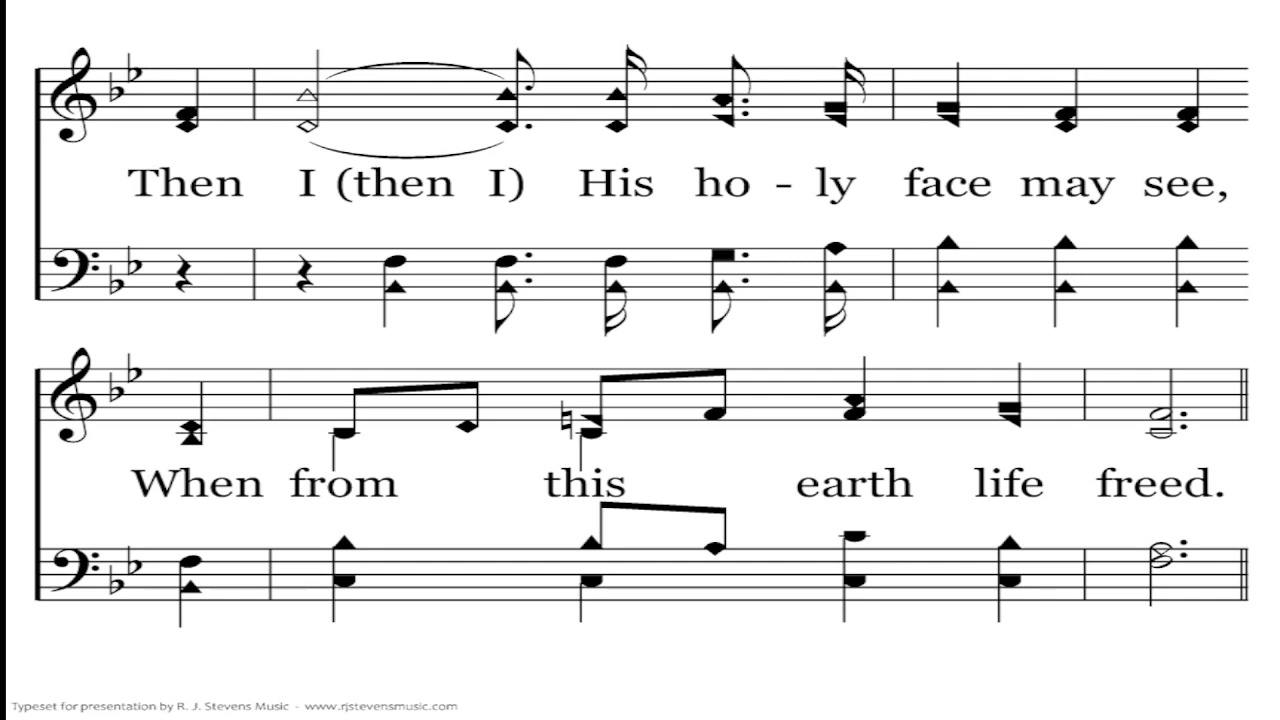 Then I (then I) His ho - ly face may see,
When from this earth life freed.
Typeset for presentation by R. J. Stevens Music - www.rjstevensmusic.com